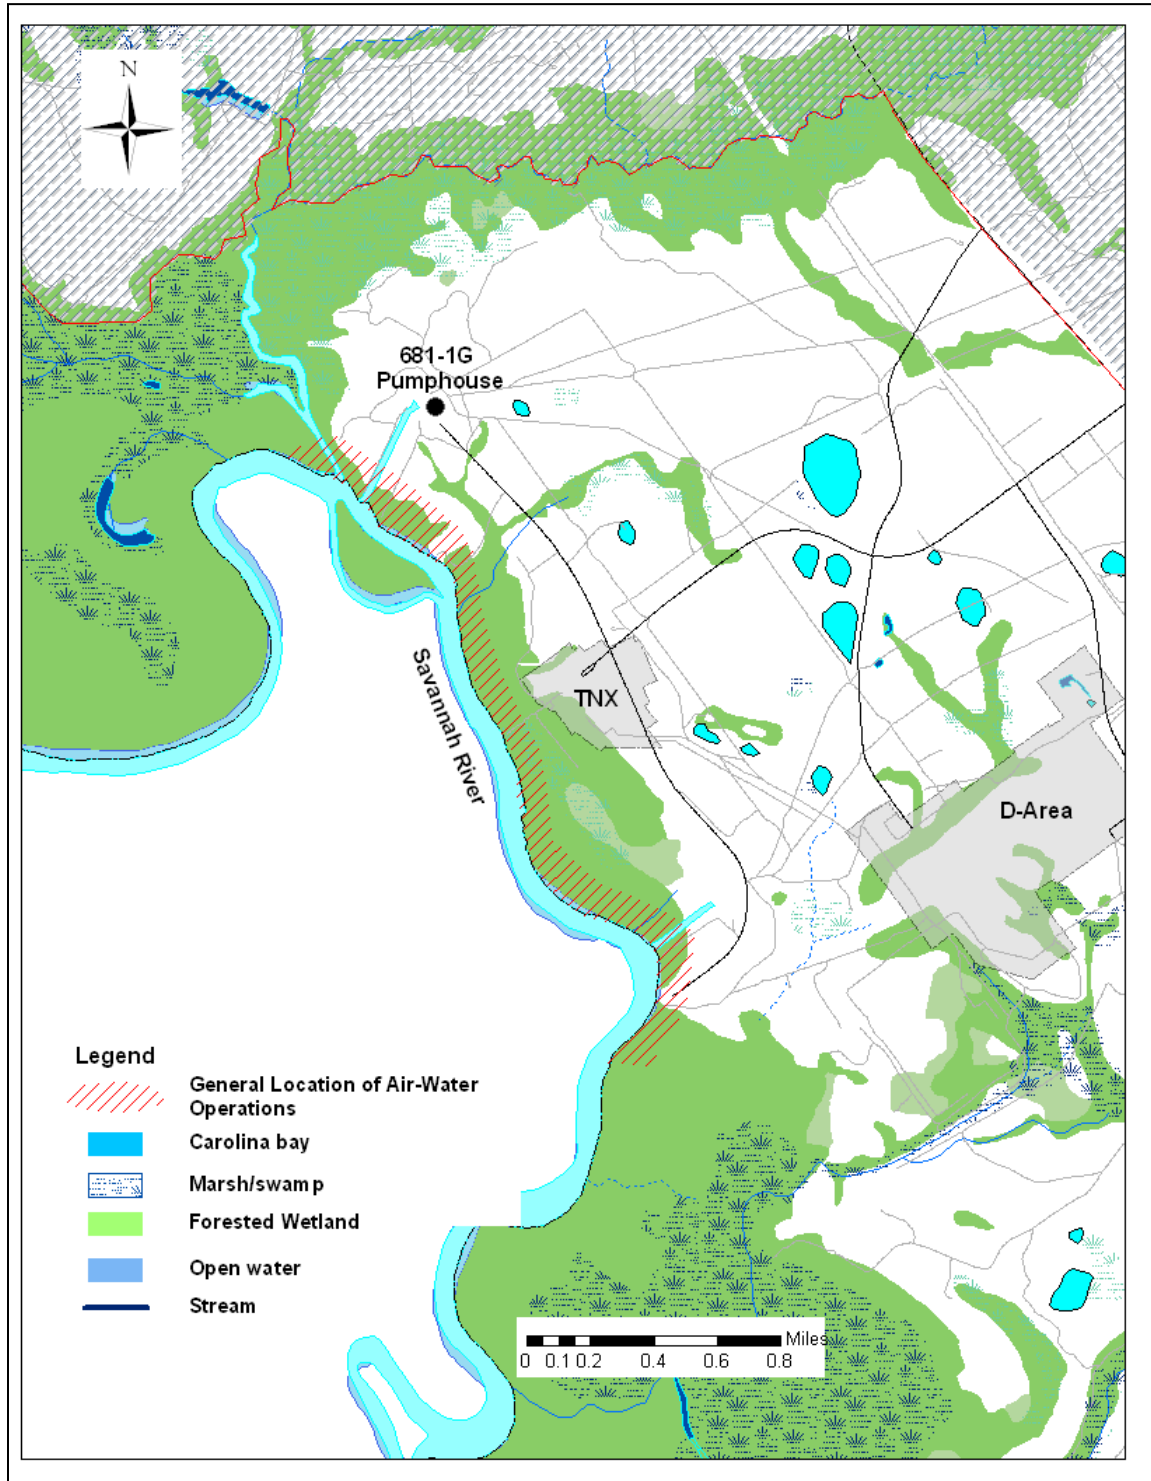 N
681-1G
Pumphouse
TNX
Savannah River
D-Area
Legend
General Location of Air-Water
Operations
Carolina bay
Marsh/swamp
Forested Wetland
Open water
Stream
Miles
0 0.1 0.2 0.4 0.6 0.8